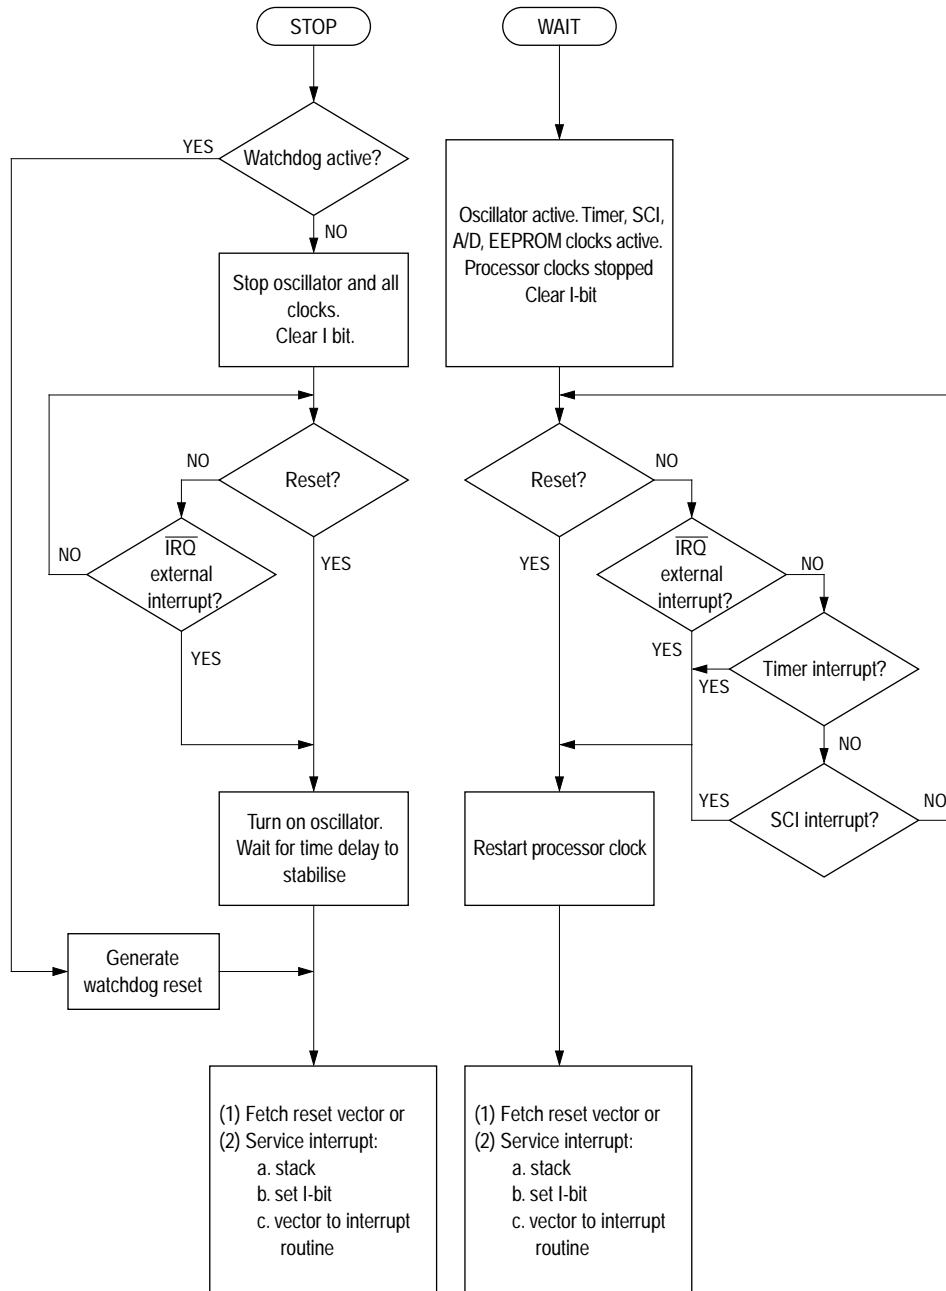 STOP
WAIT
YES
Watchdog active?
NO
Stop oscillator and all
clocks.
Clear I bit.
Oscillator active. Timer, SCI,
A/D, EEPROM clocks active.
Processor clocks stopped
Clear I-bit
NO
Reset?
YES
NO
IRQ
external
interrupt?
YES
Reset?
NO
YES
IRQ
external
interrupt?
NO
YES
Timer interrupt?
YES
NO
YES
SCI interrupt?
NO
Turn on oscillator.
Wait for time delay to
stabilise
Restart processor clock
Generate
watchdog reset
(1) Fetch reset vector or
(2) Service interrupt:
a. stack
b. set I-bit
c. vector to interrupt
routine
(1) Fetch reset vector or
(2) Service interrupt:
a. stack
b. set I-bit
c. vector to interrupt
routine